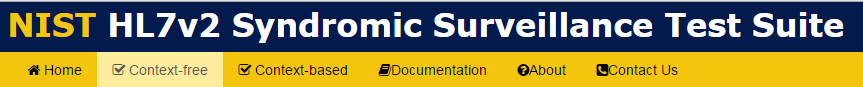 NIST HL7v2 Syndromic Surveillance Test Suite
Home Context-free Context-based Documentation About Contact Us